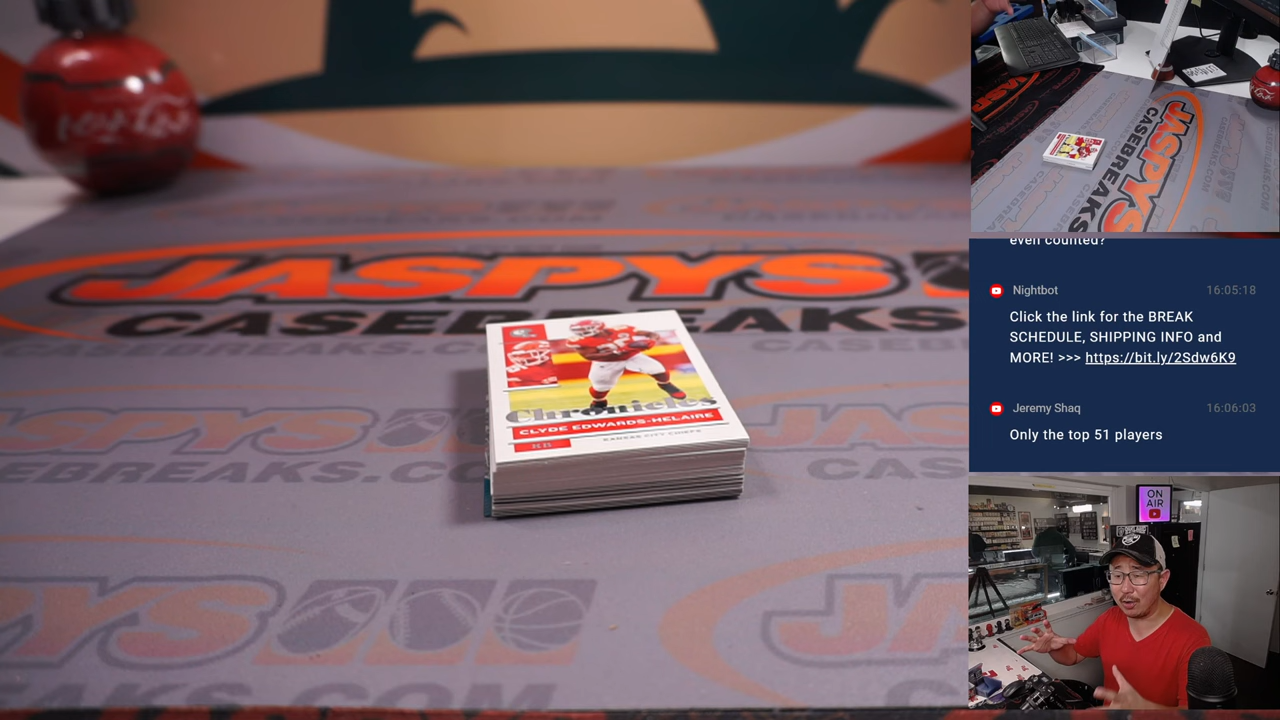 JASPYS
CASEBREAKS
Chronicles
CLYDE EDWARDS-HELAIRE
RB
KANSAS CITY CHIEFS
JASPYS
CASEBREAKS.COM
even counted?
Nightbot 16:05:18
Click the link for the BREAK
SCHEDULE, SHIPPING INFO and
MORE! >>> https://bit.ly/2Sdw6K9
Jeremy Shaq 16:06:03
Only the top 51 players
ON
AIR